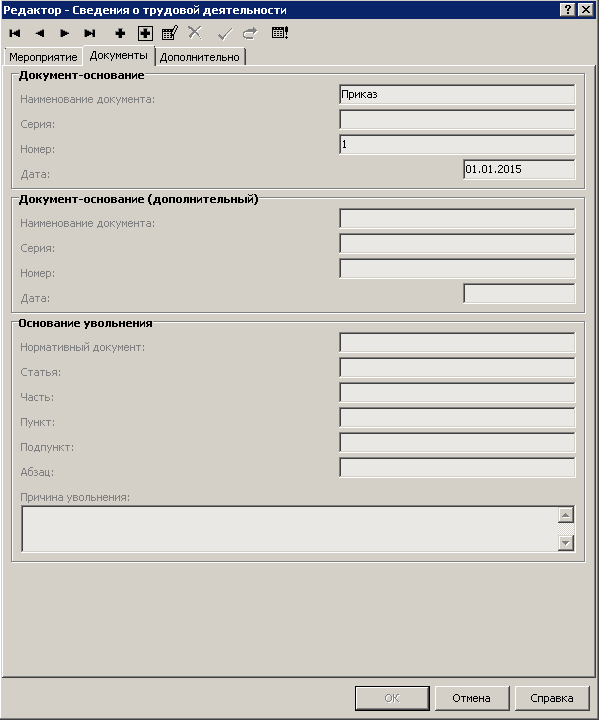 Редактор - Сведения о трудовой деятельности
Мероприятие Документы Дополнительно
Документ-основание
Наименование документа: Приказ
Серия:
Номер: 1
Дата: 01.01.2015
Документ-основание (дополнительный)
Наименование документа:
Серия:
Номер:
Дата:
Основание увольнения
Нормативный документ:
Статья:
Часть:
Пункт:
Подпункт:
Абзац:
Причина увольнения:
ОК Отмена Справка